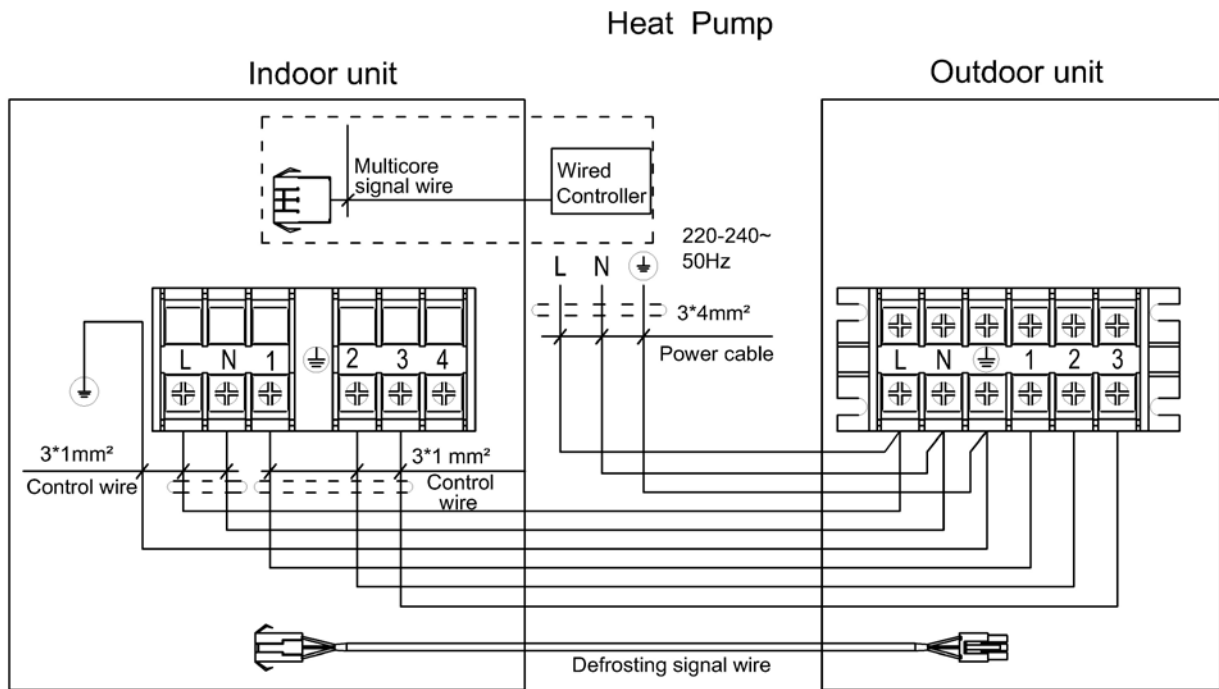 Heat Pump
Indoor unit
Outdoor unit
Multicore
signal wire
Wired
Controller
220-240~
50Hz
L N
3*4mm²
Power cable
L N 1 2 3 4
L N 1 2 3
3*1mm²
Control wire
3*1 mm²
Control
wire
Defrosting signal wire